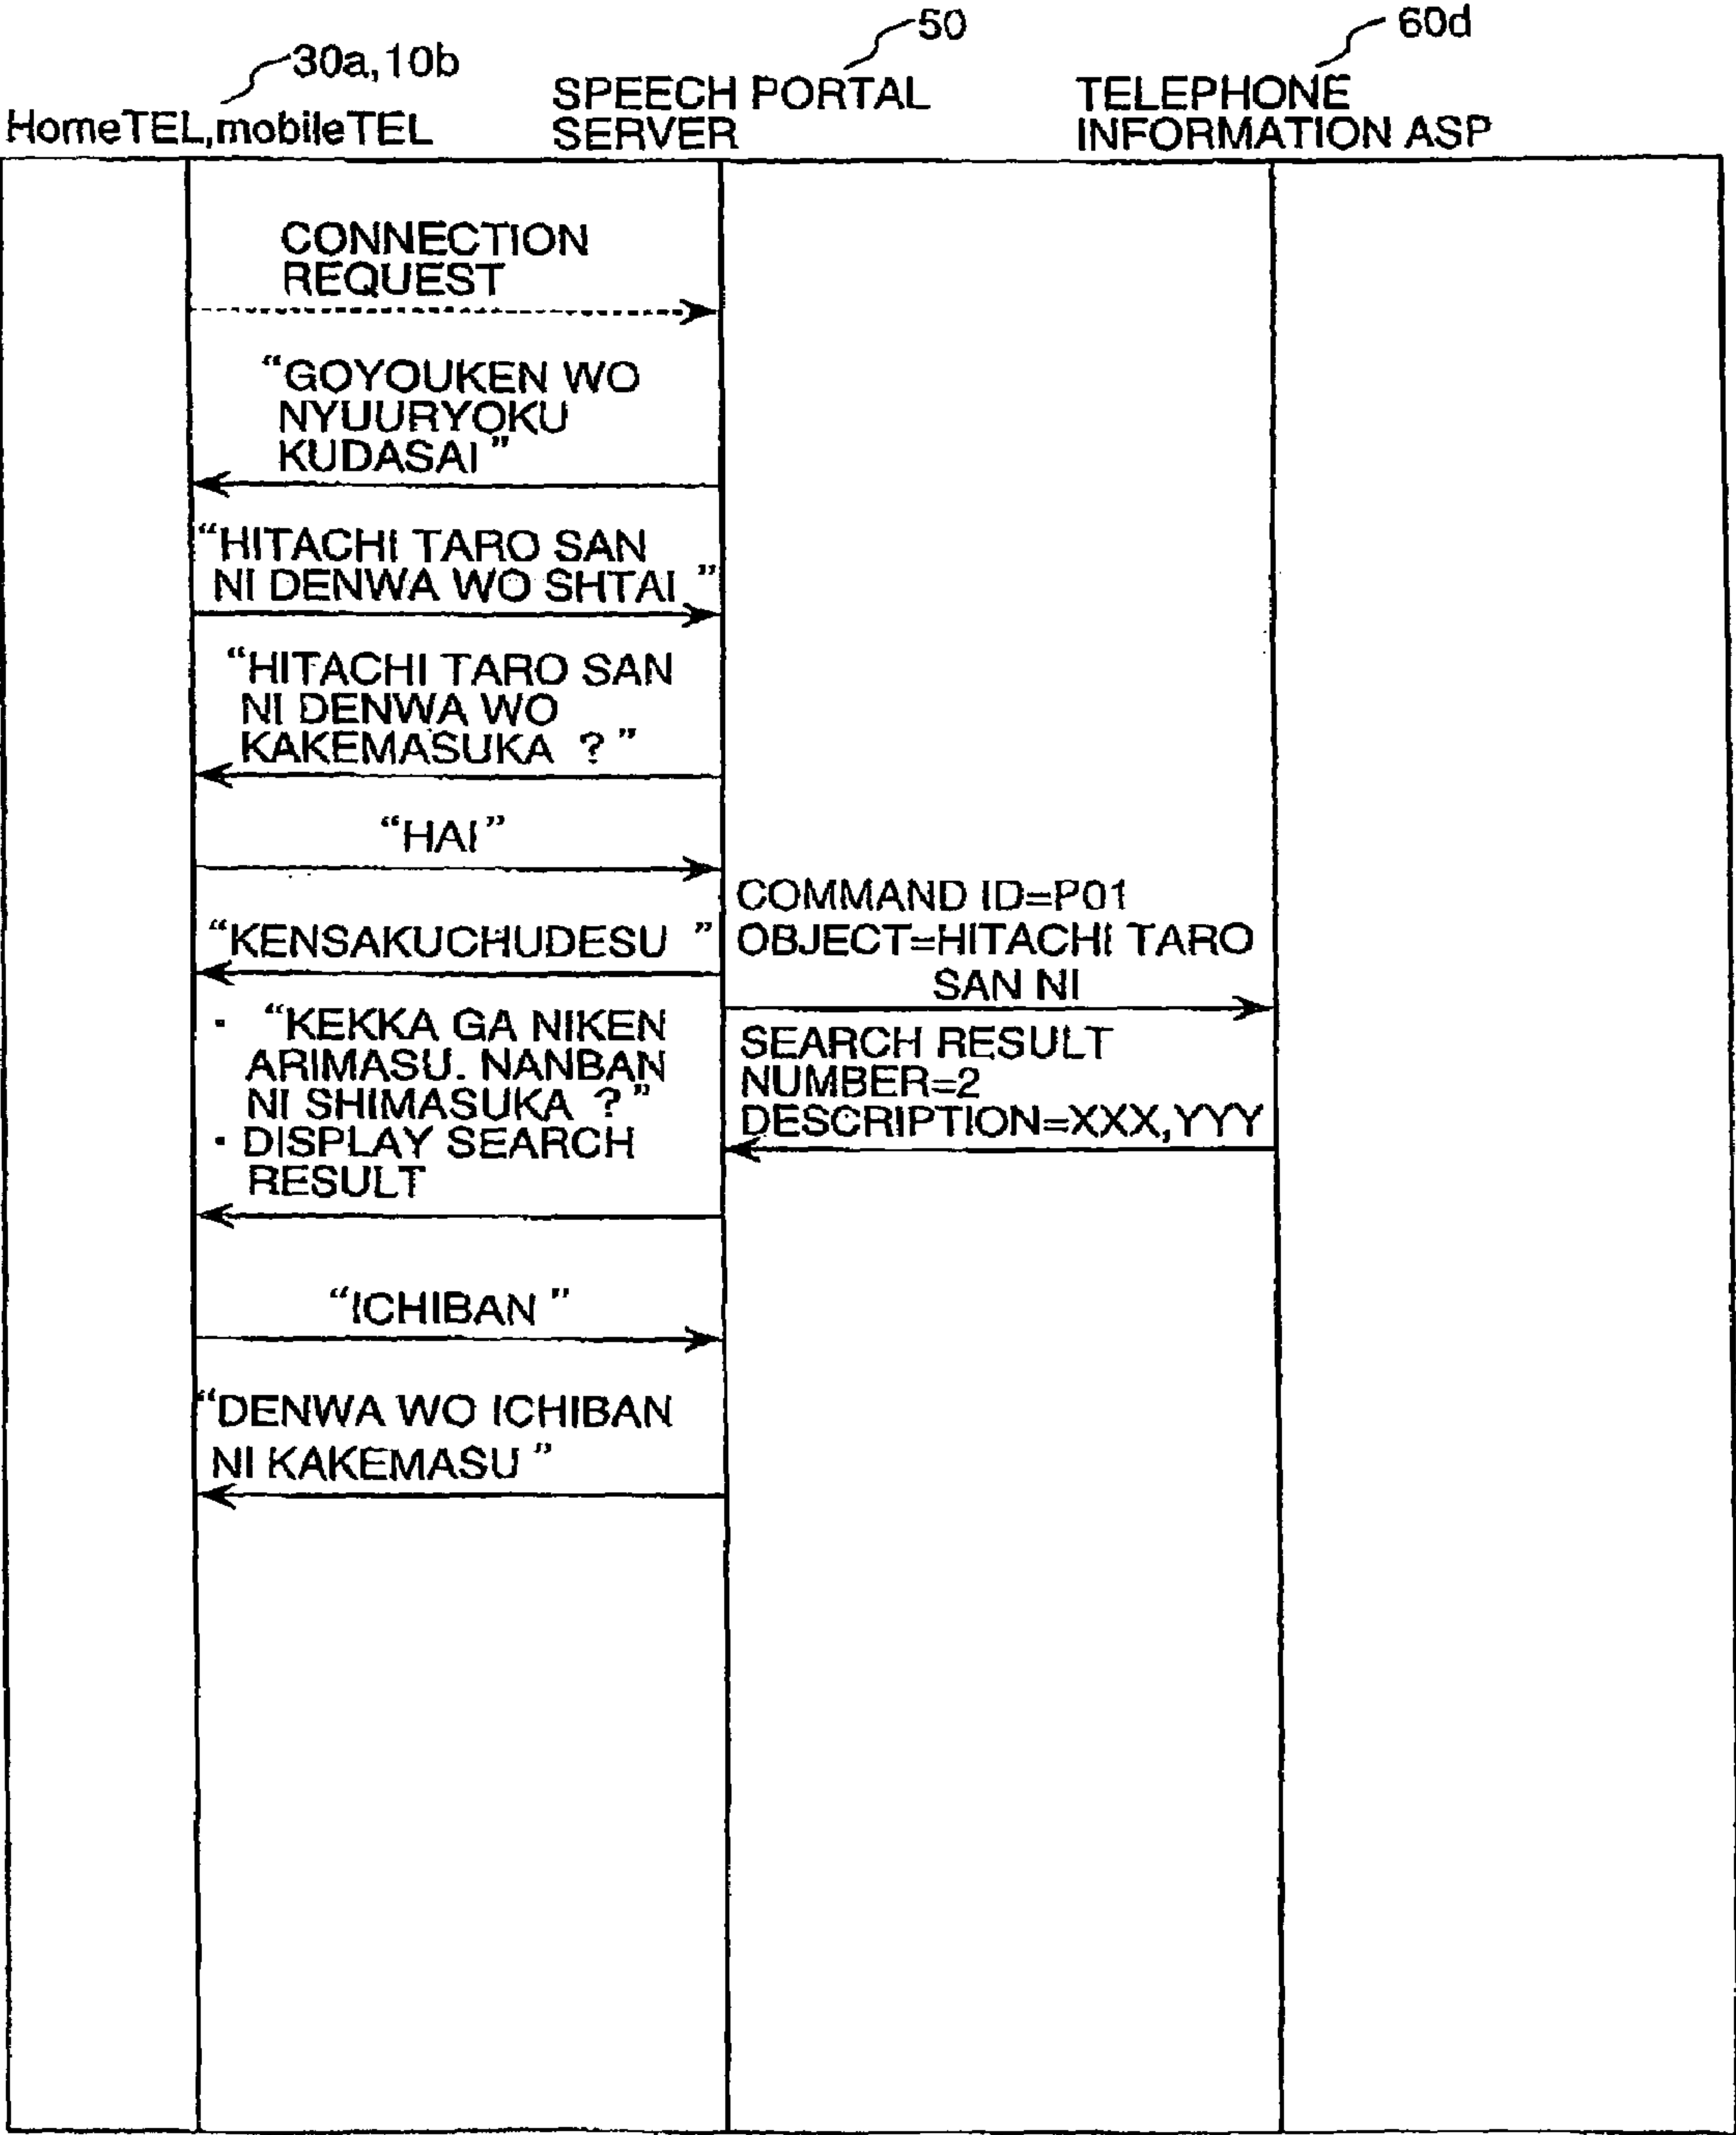 30a,10b
HomeTEL,mobileTEL
50
SPEECH PORTAL
SERVER
60d
TELEPHONE
INFORMATION ASP
CONNECTION
REQUEST
“GOYOUKEN WO
NYUURYOKU
KUDASAI”
“HITACHI TARO SAN
NI DENWA WO SHTAI ”
“HITACHI TARO SAN
NI DENWA WO
KAKEMASUKA ?”
“HAI”
“KENSAKUCHUDESU ”
COMMAND ID=P01
OBJECT=HITACHI TARO
SAN NI
· “KEKKA GA NIKEN
ARIMASU. NANBAN
NI SHIMASUKA ?”
· DISPLAY SEARCH
RESULT
SEARCH RESULT
NUMBER=2
DESCRIPTION=XXX,YYY
“ICHIBAN ”
“DENWA WO ICHIBAN
NI KAKEMASU ”